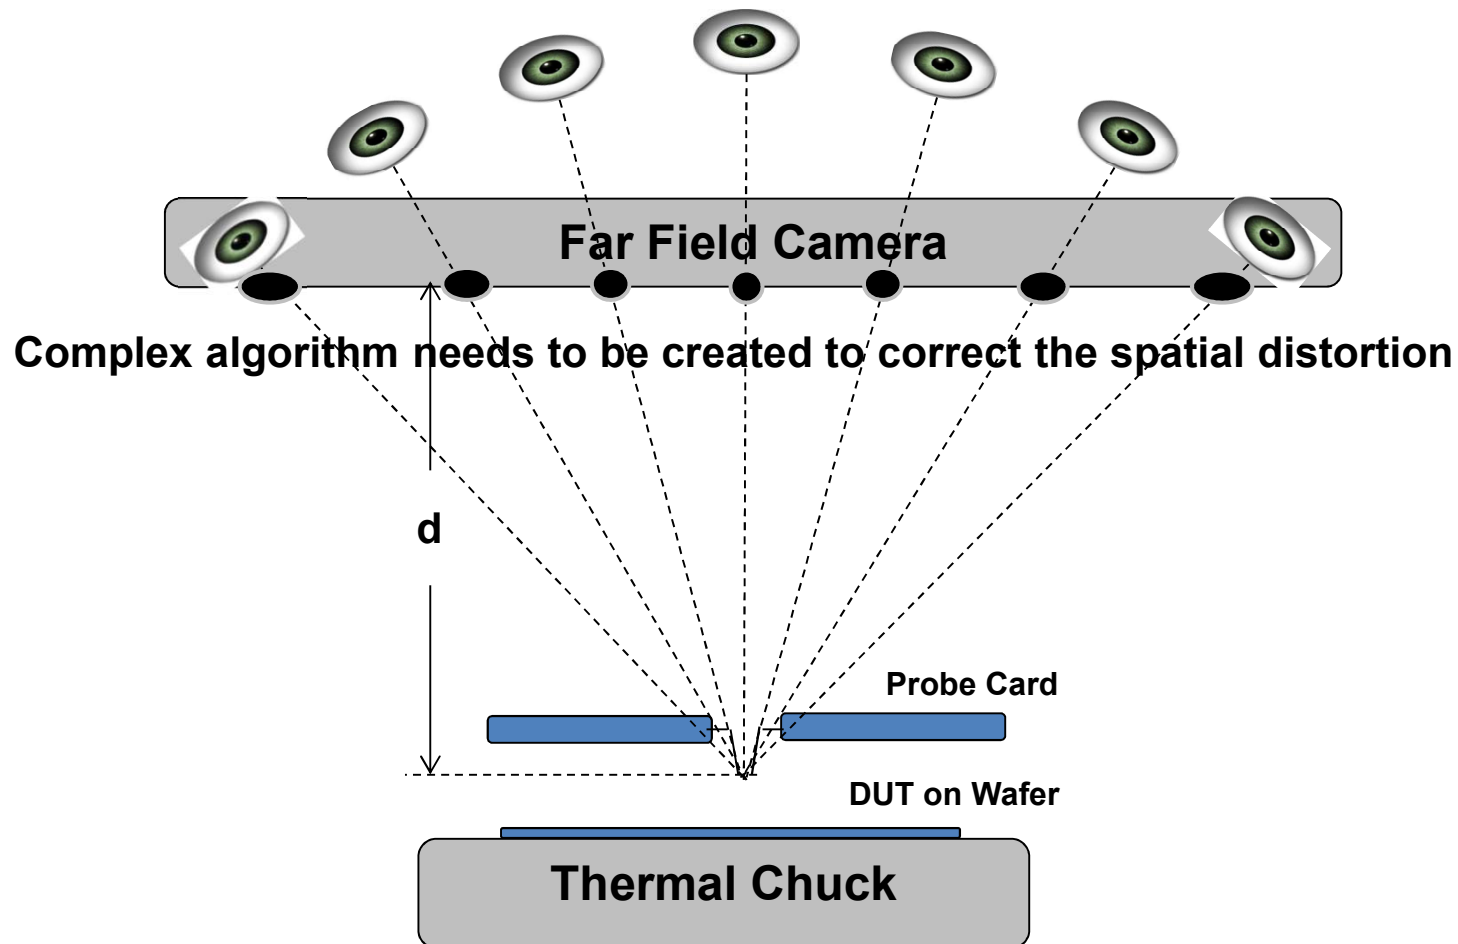 Far Field Camera
Complex algorithm needs to be created to correct the spatial distortion
d
Probe Card
DUT on Wafer
Thermal Chuck